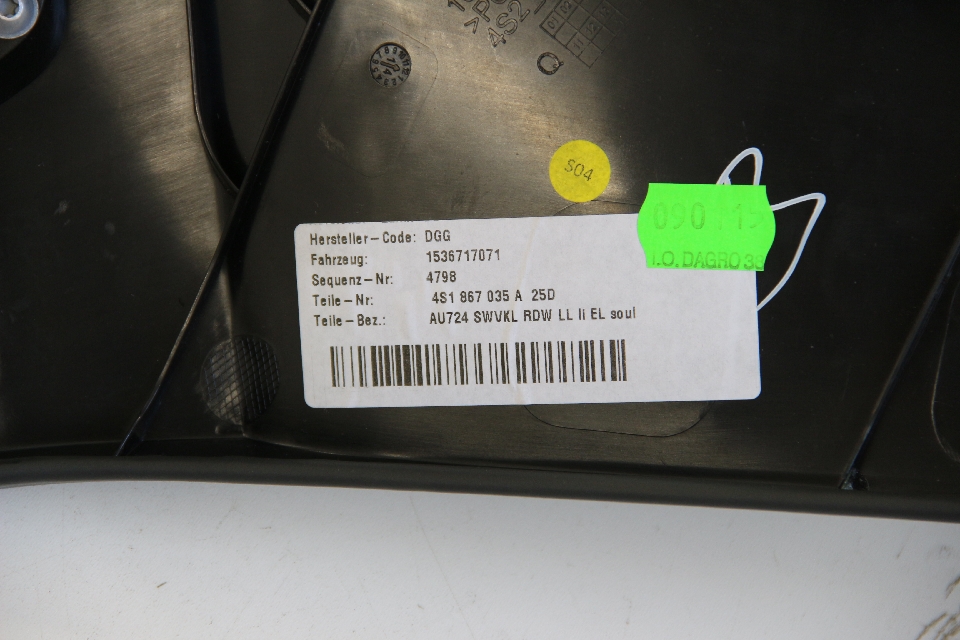 S04
Hersteller-Code: DGG
Fahrzeug: 1536717071
Sequenz-Nr: 4798
Teile-Nr: 4S1 867 035 A 25D
Teile-Bez.: AU724 SWVKL RDW LL li EL soul
I.O. DAGRO 38